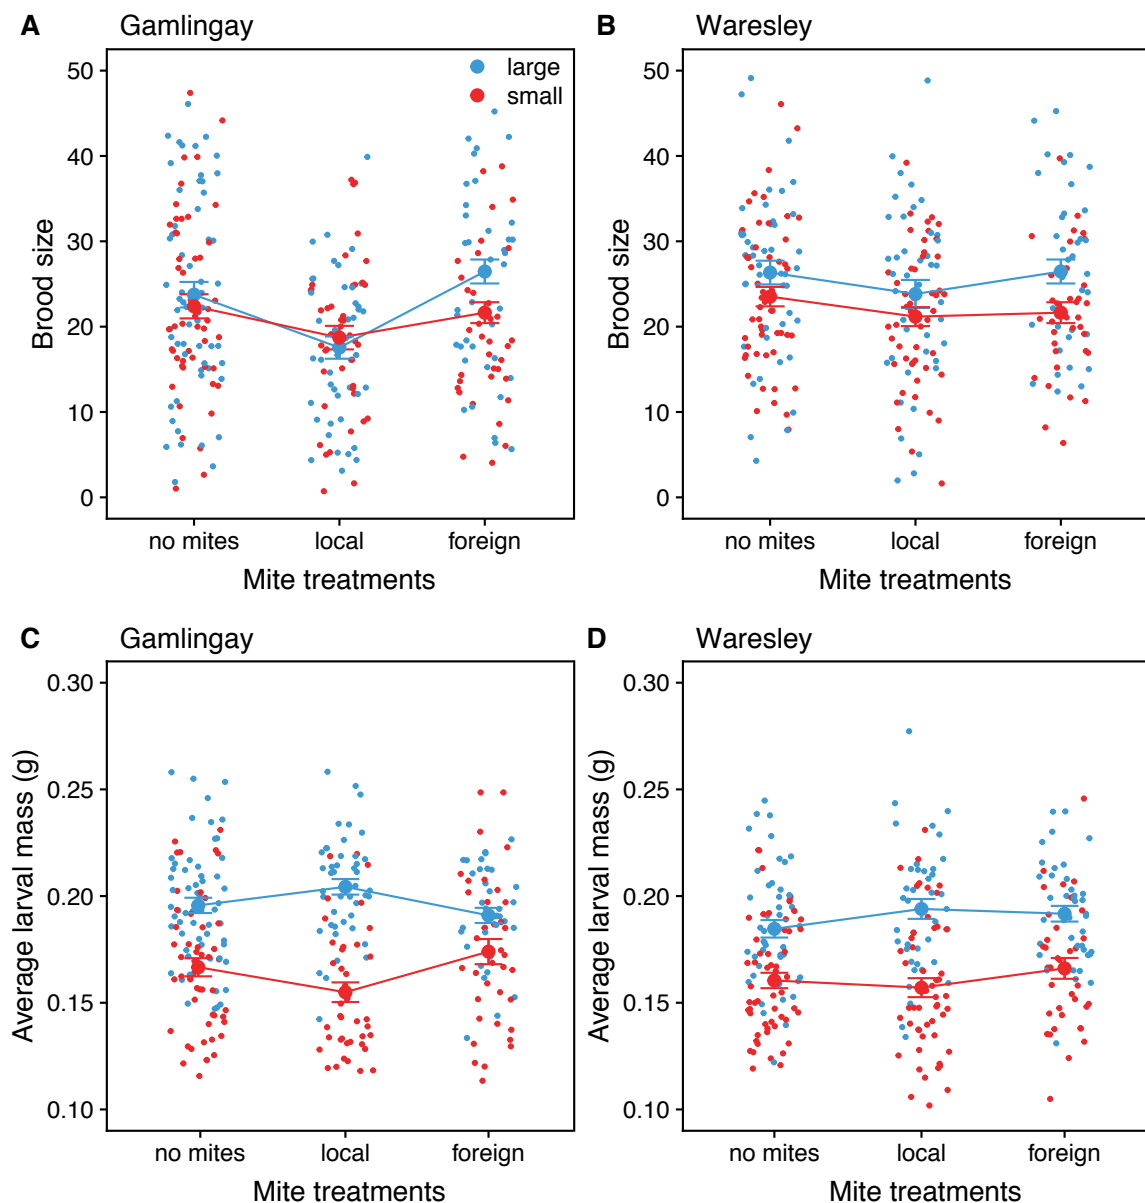 A Gamlingay
B Waresley
large
small
50
40
30
20
10
0
Brood size
no mites local foreign
Mite treatments
50
40
30
20
10
0
Brood size
no mites local foreign
Mite treatments
C Gamlingay
D Waresley
0.30
0.25
0.20
0.15
0.10
Average larval mass (g)
no mites local foreign
Mite treatments
0.30
0.25
0.20
0.15
0.10
Average larval mass (g)
no mites local foreign
Mite treatments